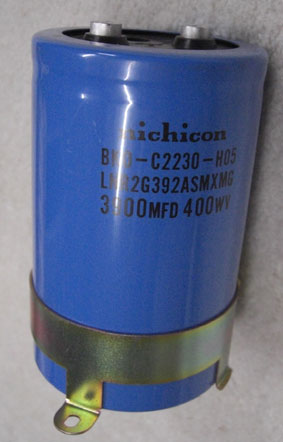 nichicon
BKO-C2230-H05
LNR2G392ASMXMG
3900MFD 400WV